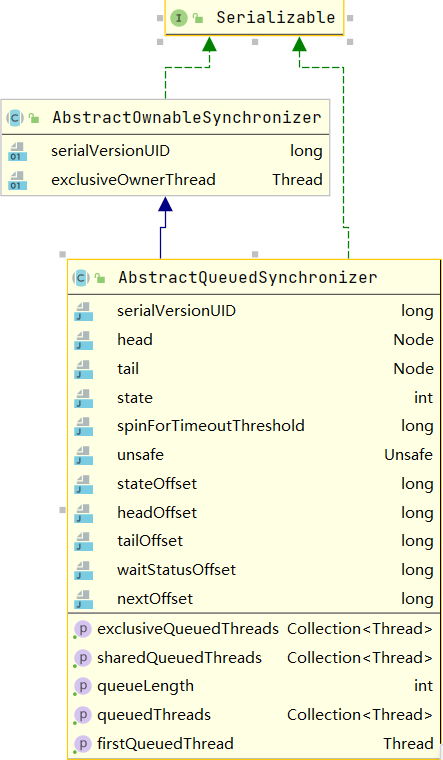 I Serializable
C AbstractOwnableSynchronizer
01 serialVersionUID long
01 exclusiveOwnerThread Thread
C AbstractQueuedSynchronizer
J serialVersionUID long
J head Node
J tail Node
J state int
J spinForTimeoutThreshold long
J unsafe Unsafe
J stateOffset long
J headOffset long
J tailOffset long
J waitStatusOffset long
J nextOffset long
p exclusiveQueuedThreads Collection<Thread>
p sharedQueuedThreads Collection<Thread>
p queueLength int
p queuedThreads Collection<Thread>
p firstQueuedThread Thread